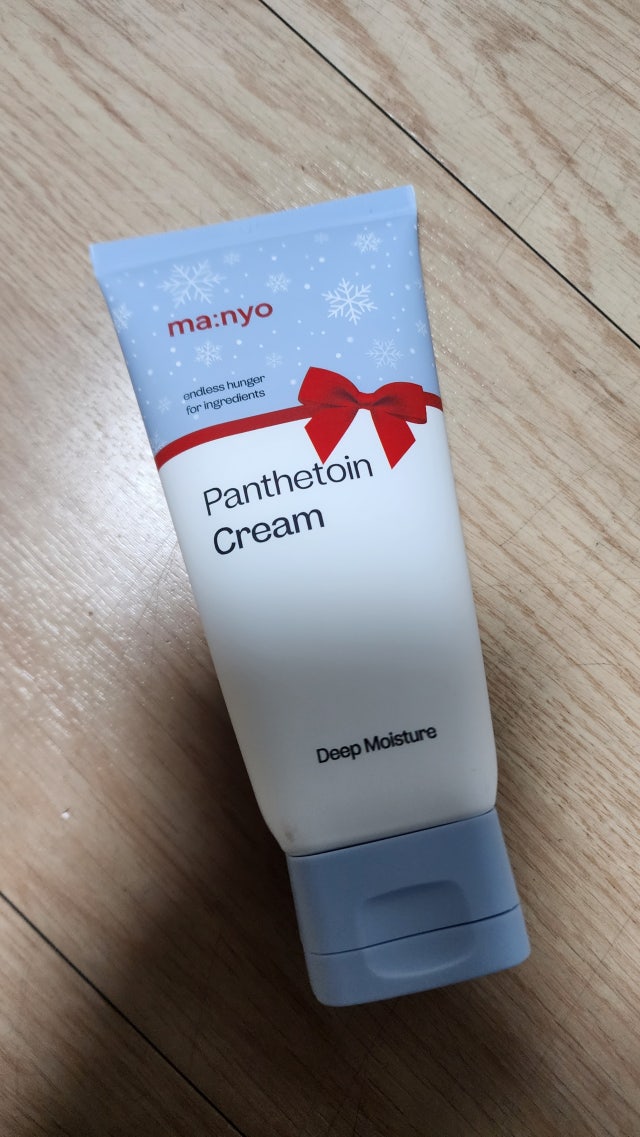 ma:nyo
endless hunger
for ingredients
Panthetoin
Cream
Deep Moisture